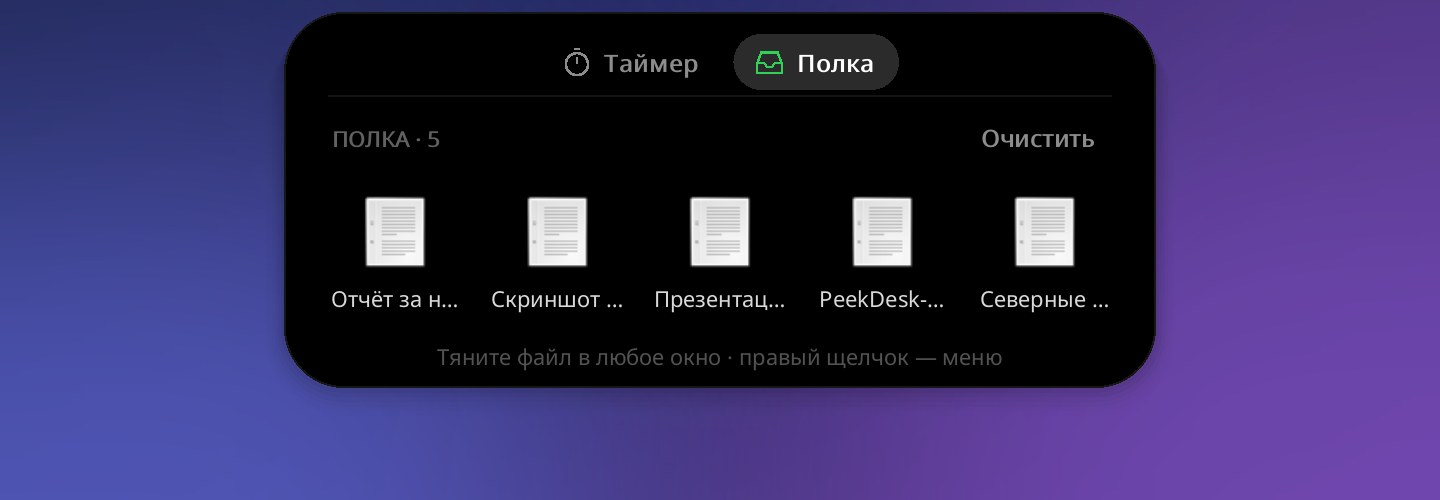 Таймер Полка
ПОЛКА · 5 Очистить
Отчёт за н... Скриншот ... Презентац... PeekDesk-... Северные ...
Тяните файл в любое окно · правый щелчок — меню